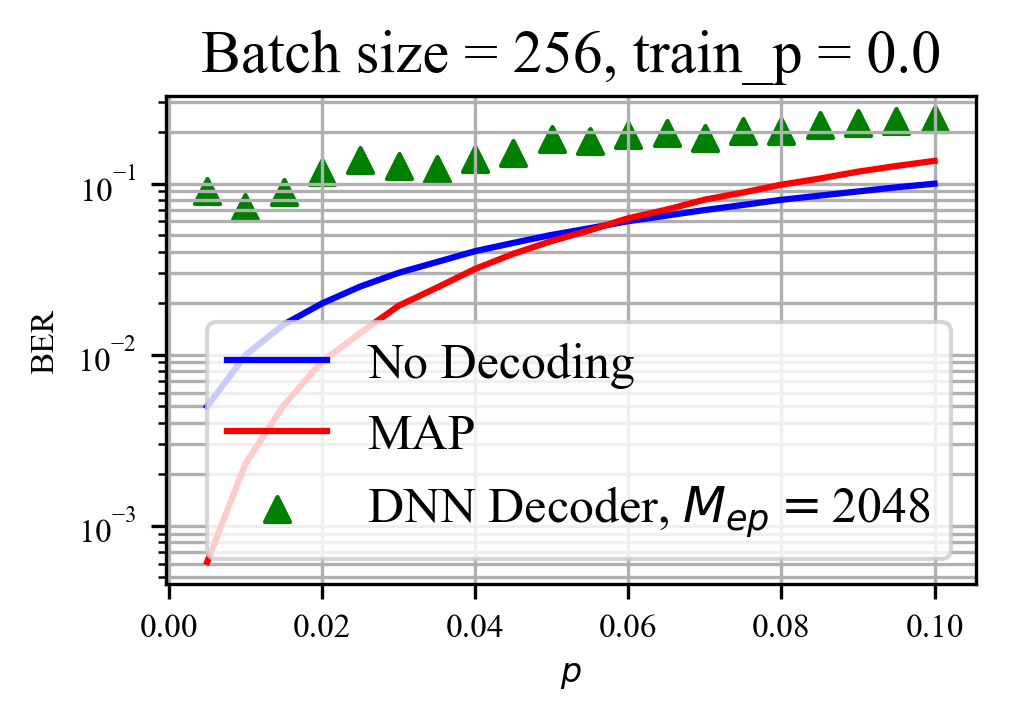 Batch size = 256, train_p = 0.0
BER
10⁻¹
10⁻²
10⁻³
No Decoding
MAP
DNN Decoder, Mₑₚ = 2048
0.00 0.02 0.04 0.06 0.08 0.10
p